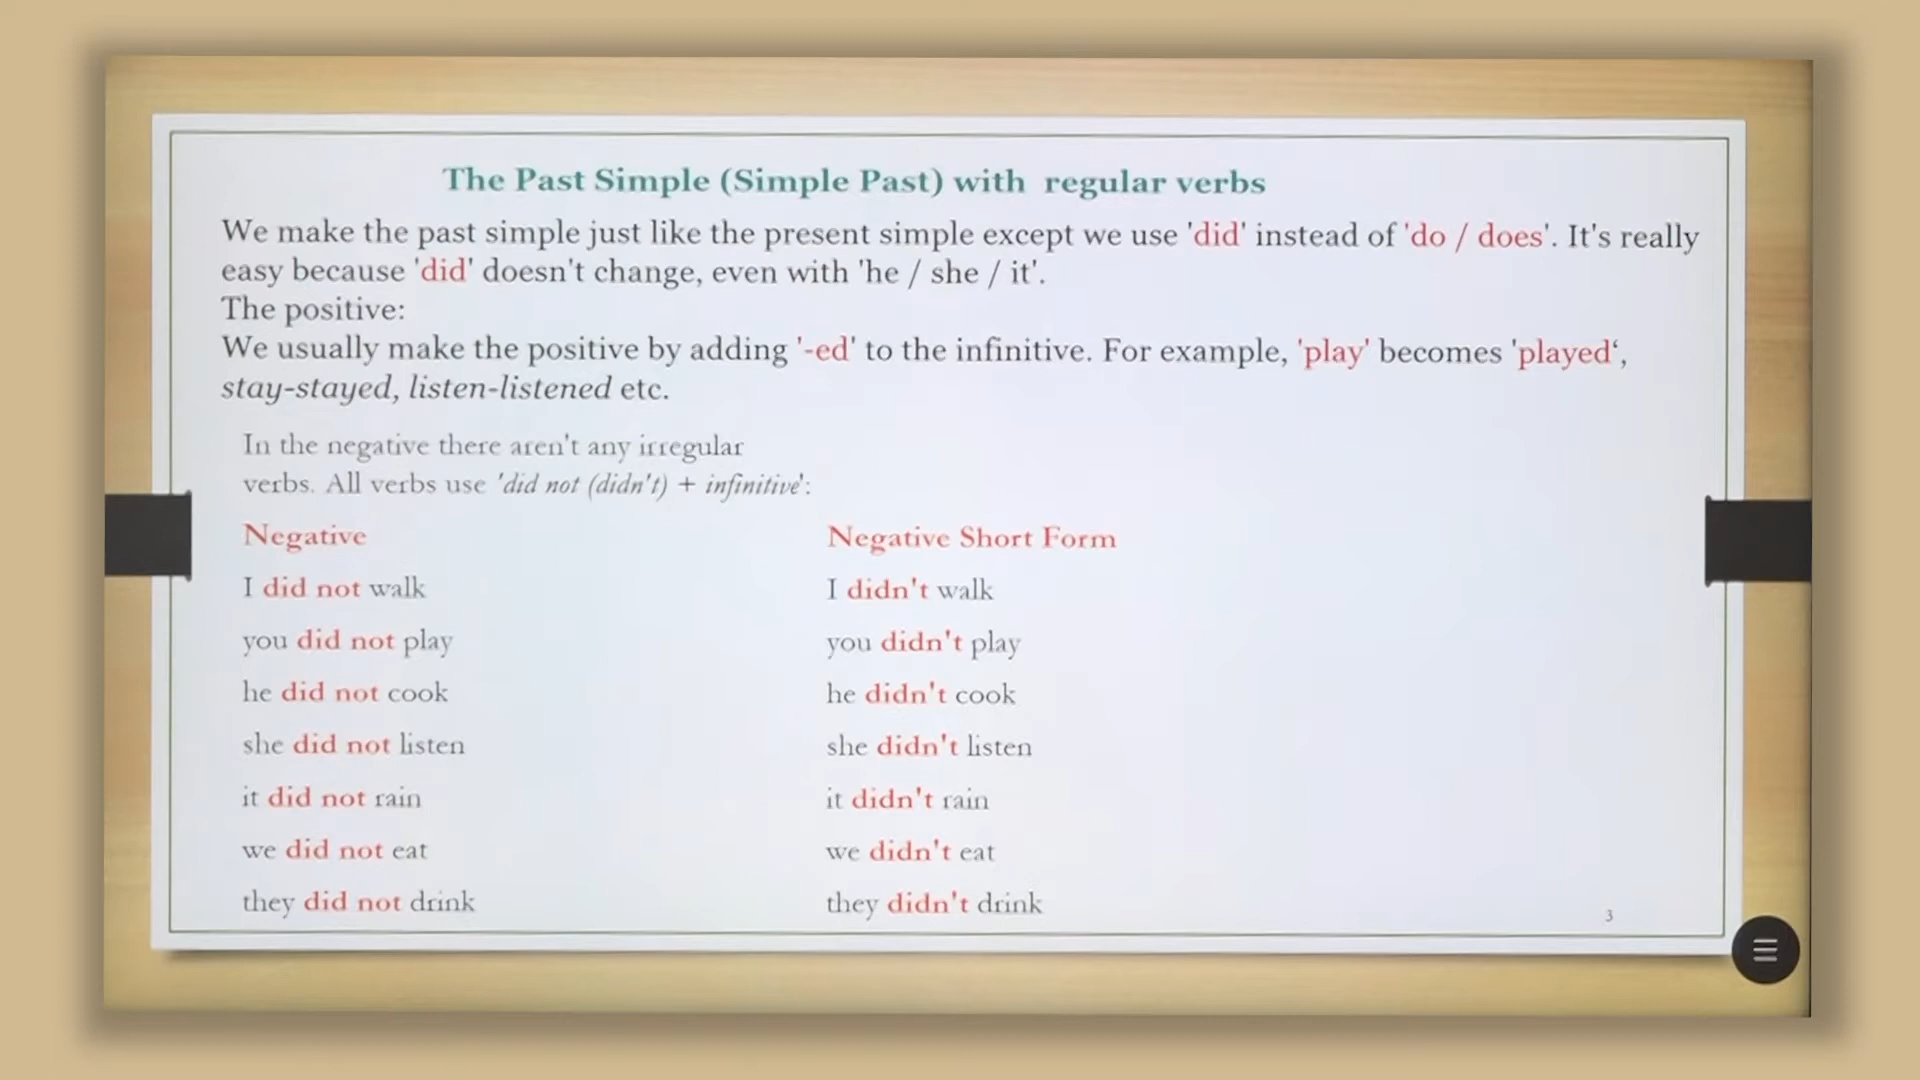 The Past Simple (Simple Past) with regular verbs
We make the past simple just like the present simple except we use 'did' instead of 'do / does'. It's really
easy because 'did' doesn't change, even with 'he / she / it'.
The positive:
We usually make the positive by adding '-ed' to the infinitive. For example, 'play' becomes 'played‘,
stay-stayed, listen-listened etc.
In the negative there aren't any irregular
verbs. All verbs use 'did not (didn't) + infinitive':
Negative
I did not walk
you did not play
he did not cook
she did not listen
it did not rain
we did not eat
they did not drink
Negative Short Form
I didn't walk
you didn't play
he didn't cook
she didn't listen
it didn't rain
we didn't eat
they didn't drink
3